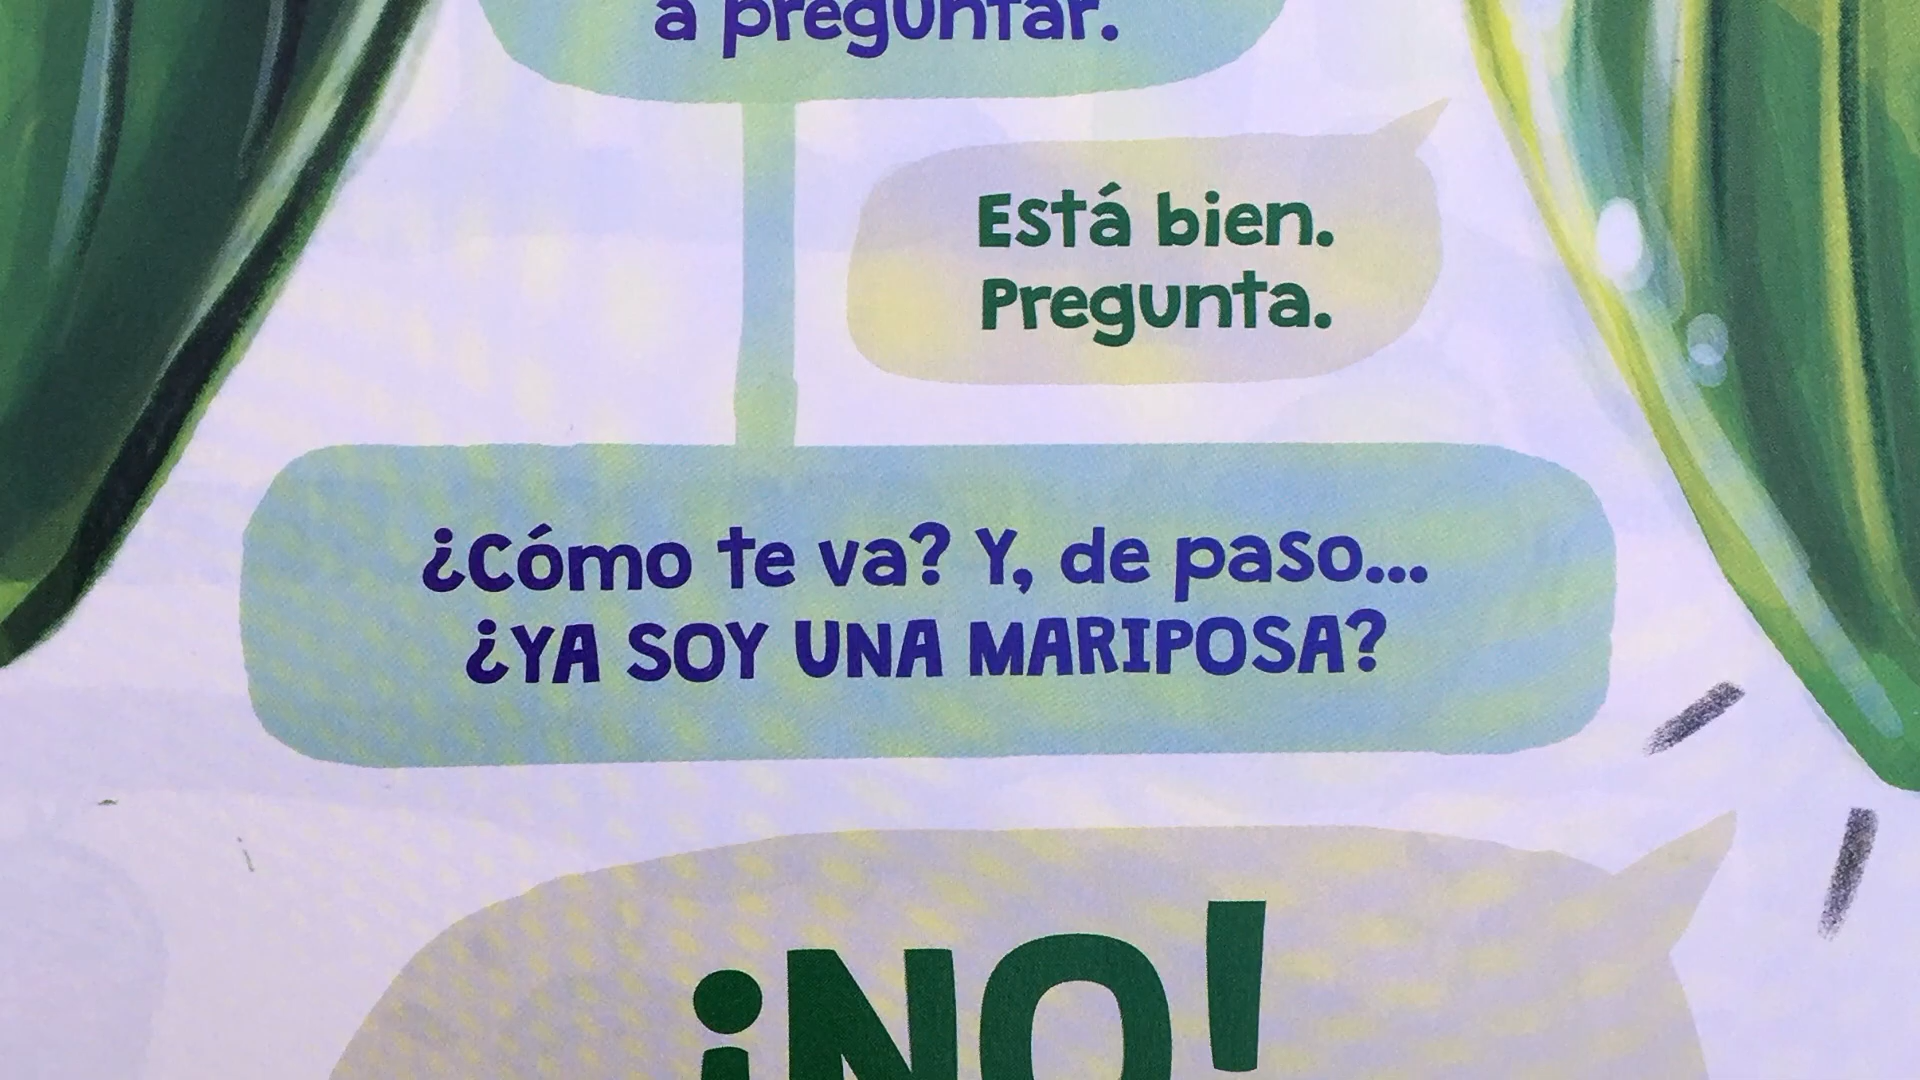 a preguntar.
Está bien.
Pregunta.
¿Cómo te va? Y, de paso...
¿YA SOY UNA MARIPOSA?
¡NO!